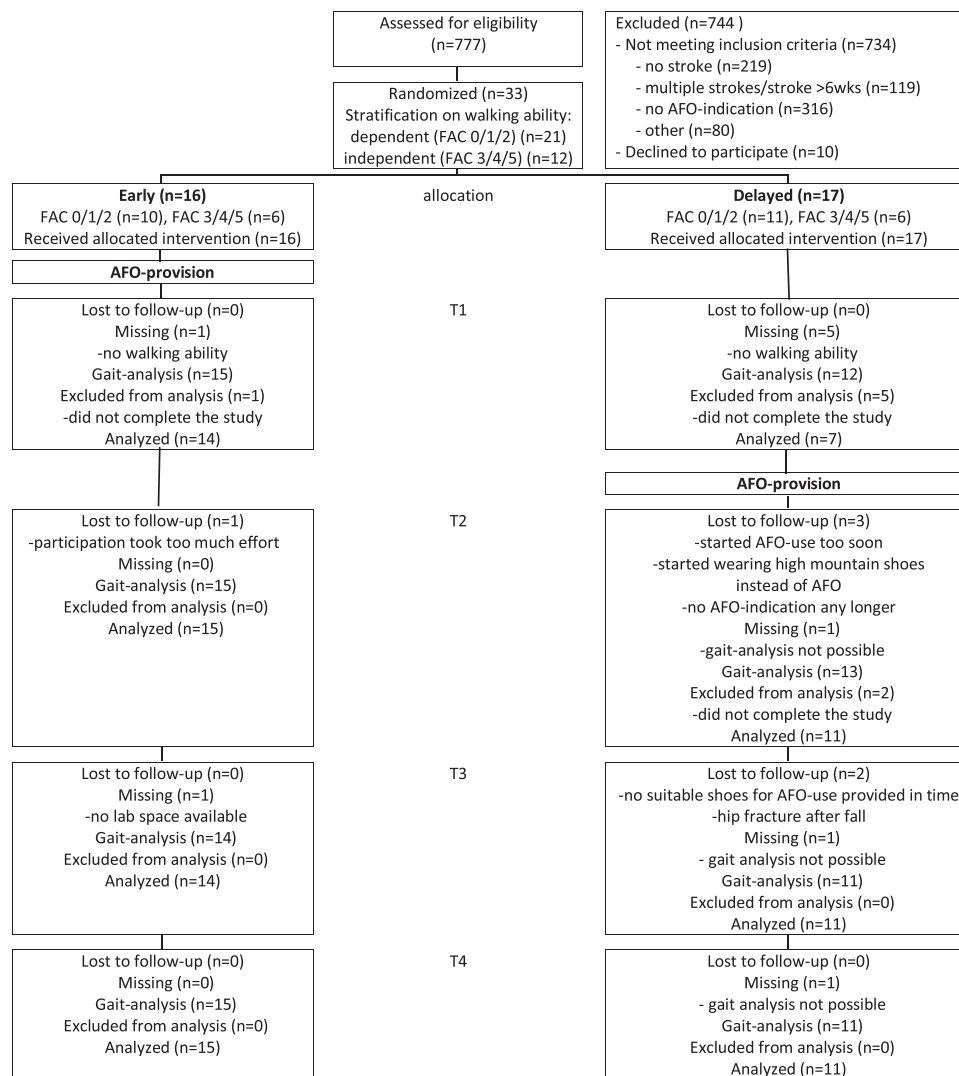 Assessed for eligibility
(n=777)
Excluded (n=744 )
- Not meeting inclusion criteria (n=734)
- no stroke (n=219)
- multiple strokes/stroke >6wks (n=119)
- no AFO-indication (n=316)
- other (n=80)
- Declined to participate (n=10)
Randomized (n=33)
Stratification on walking ability:
dependent (FAC 0/1/2) (n=21)
independent (FAC 3/4/5) (n=12)
allocation
Early (n=16)
FAC 0/1/2 (n=10), FAC 3/4/5 (n=6)
Received allocated intervention (n=16)
Delayed (n=17)
FAC 0/1/2 (n=11), FAC 3/4/5 (n=6)
Received allocated intervention (n=17)
AFO-provision
T1
Lost to follow-up (n=0)
Missing (n=1)
-no walking ability
Gait-analysis (n=15)
Excluded from analysis (n=1)
-did not complete the study
Analyzed (n=14)
Lost to follow-up (n=0)
Missing (n=5)
-no walking ability
Gait-analysis (n=12)
Excluded from analysis (n=5)
-did not complete the study
Analyzed (n=7)
AFO-provision
T2
Lost to follow-up (n=1)
-participation took too much effort
Missing (n=0)
Gait-analysis (n=15)
Excluded from analysis (n=0)
Analyzed (n=15)
Lost to follow-up (n=3)
-started AFO-use too soon
-started wearing high mountain shoes
instead of AFO
-no AFO-indication any longer
Missing (n=1)
-gait-analysis not possible
Gait-analysis (n=13)
Excluded from analysis (n=2)
-did not complete the study
Analyzed (n=11)
T3
Lost to follow-up (n=0)
Missing (n=1)
-no lab space available
Gait-analysis (n=14)
Excluded from analysis (n=0)
Analyzed (n=14)
Lost to follow-up (n=2)
-no suitable shoes for AFO-use provided in time
-hip fracture after fall
Missing (n=1)
- gait analysis not possible
Gait-analysis (n=11)
Excluded from analysis (n=0)
Analyzed (n=11)
T4
Lost to follow-up (n=0)
Missing (n=0)
Gait-analysis (n=15)
Excluded from analysis (n=0)
Analyzed (n=15)
Lost to follow-up (n=0)
Missing (n=1)
- gait analysis not possible
Gait-analysis (n=11)
Excluded from analysis (n=0)
Analyzed (n=11)